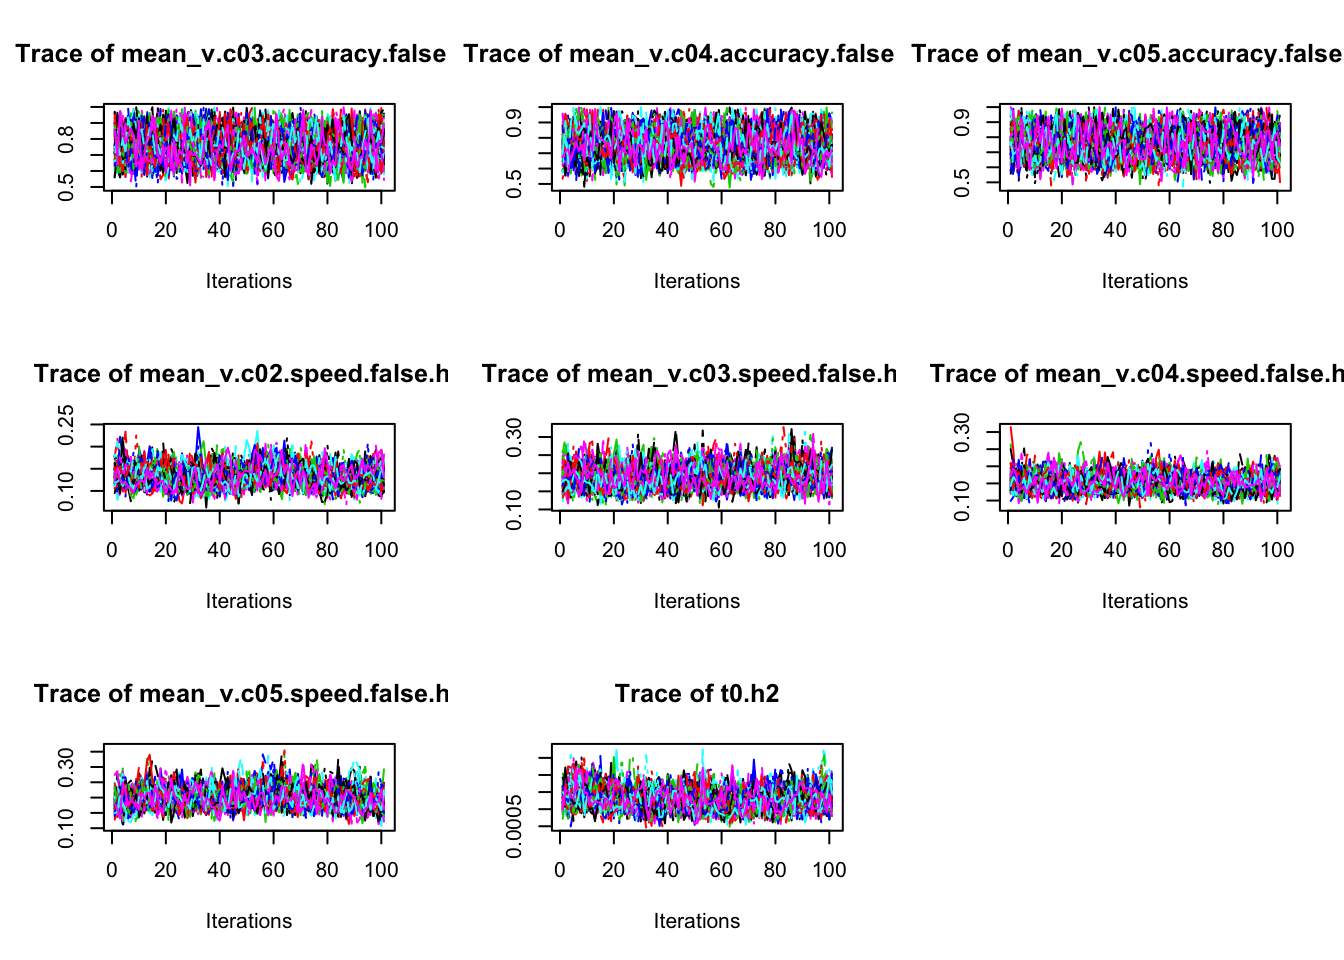 Trace of mean_v.c03.accuracy.false
0.8
0.5
0 20 40 60 80 100
Iterations
Trace of mean_v.c04.accuracy.false
0.9
0.5
0 20 40 60 80 100
Iterations
Trace of mean_v.c05.accuracy.false
0.9
0.5
0 20 40 60 80 100
Iterations
Trace of mean_v.c02.speed.false.h
0.25
0.10
0 20 40 60 80 100
Iterations
Trace of mean_v.c03.speed.false.h
0.30
0.10
0 20 40 60 80 100
Iterations
Trace of mean_v.c04.speed.false.h
0.30
0.10
0 20 40 60 80 100
Iterations
Trace of mean_v.c05.speed.false.h
0.30
0.10
0 20 40 60 80 100
Iterations
Trace of t0.h2
0.0005
0 20 40 60 80 100
Iterations